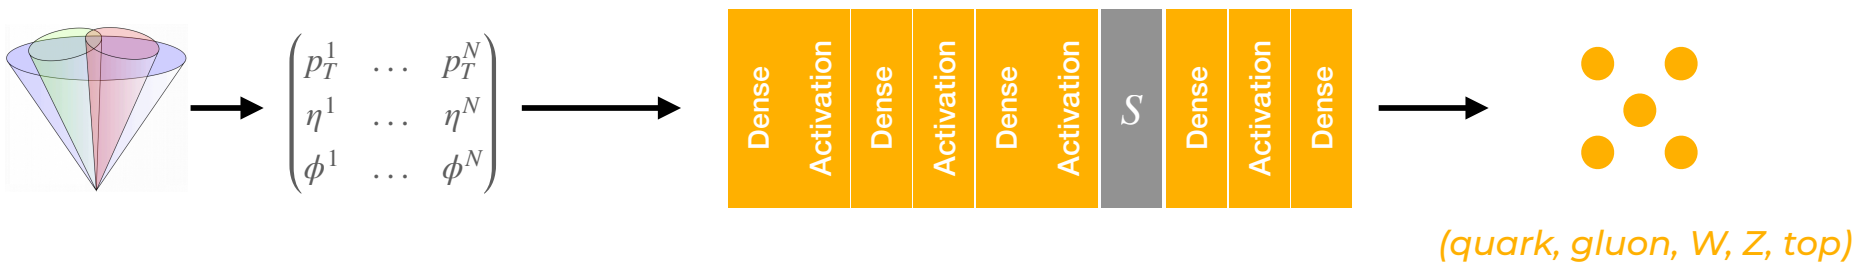 p_T^1 ... p_T^N
η^1 ... η^N
ϕ^1 ... ϕ^N
Dense
Activation
Dense
Activation
Dense
Activation
S
Dense
Activation
Dense
(quark, gluon, W, Z, top)